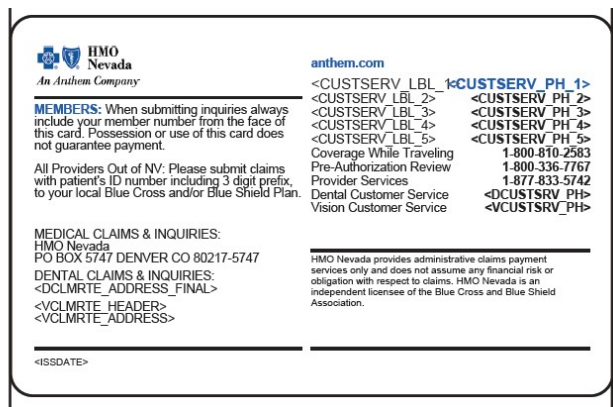 HMO
Nevada
An Anthem Company
MEMBERS: When submitting inquiries always
include your member number from the face of
this card. Possession or use of this card does
not guarantee payment.
All Providers Out of NV: Please submit claims
with patient's ID number including 3 digit prefix,
to your local Blue Cross and/or Blue Shield Plan.
MEDICAL CLAIMS & INQUIRIES:
HMO Nevada
PO BOX 5747 DENVER CO 80217-5747
DENTAL CLAIMS & INQUIRIES:
<DCLMRTE_ADDRESS_FINAL>
<VCLMRTE_HEADER>
<VCLMRTE_ADDRESS>
<ISSDATE>
anthem.com
<CUSTSERV_LBL_1> <CUSTSERV_PH_1>
<CUSTSERV_LBL_2> <CUSTSERV_PH_2>
<CUSTSERV_LBL_3> <CUSTSERV_PH_3>
<CUSTSERV_LBL_4> <CUSTSERV_PH_4>
<CUSTSERV_LBL_5> <CUSTSERV_PH_5>
Coverage While Traveling 1-800-810-2583
Pre-Authorization Review 1-800-336-7767
Provider Services 1-877-833-5742
Dental Customer Service <DCUSTSRV_PH>
Vision Customer Service <VCUSTSRV_PH>
HMO Nevada provides administrative claims payment
services only and does not assume any financial risk or
obligation with respect to claims. HMO Nevada is an
independent licensee of the Blue Cross and Blue Shield
Association.